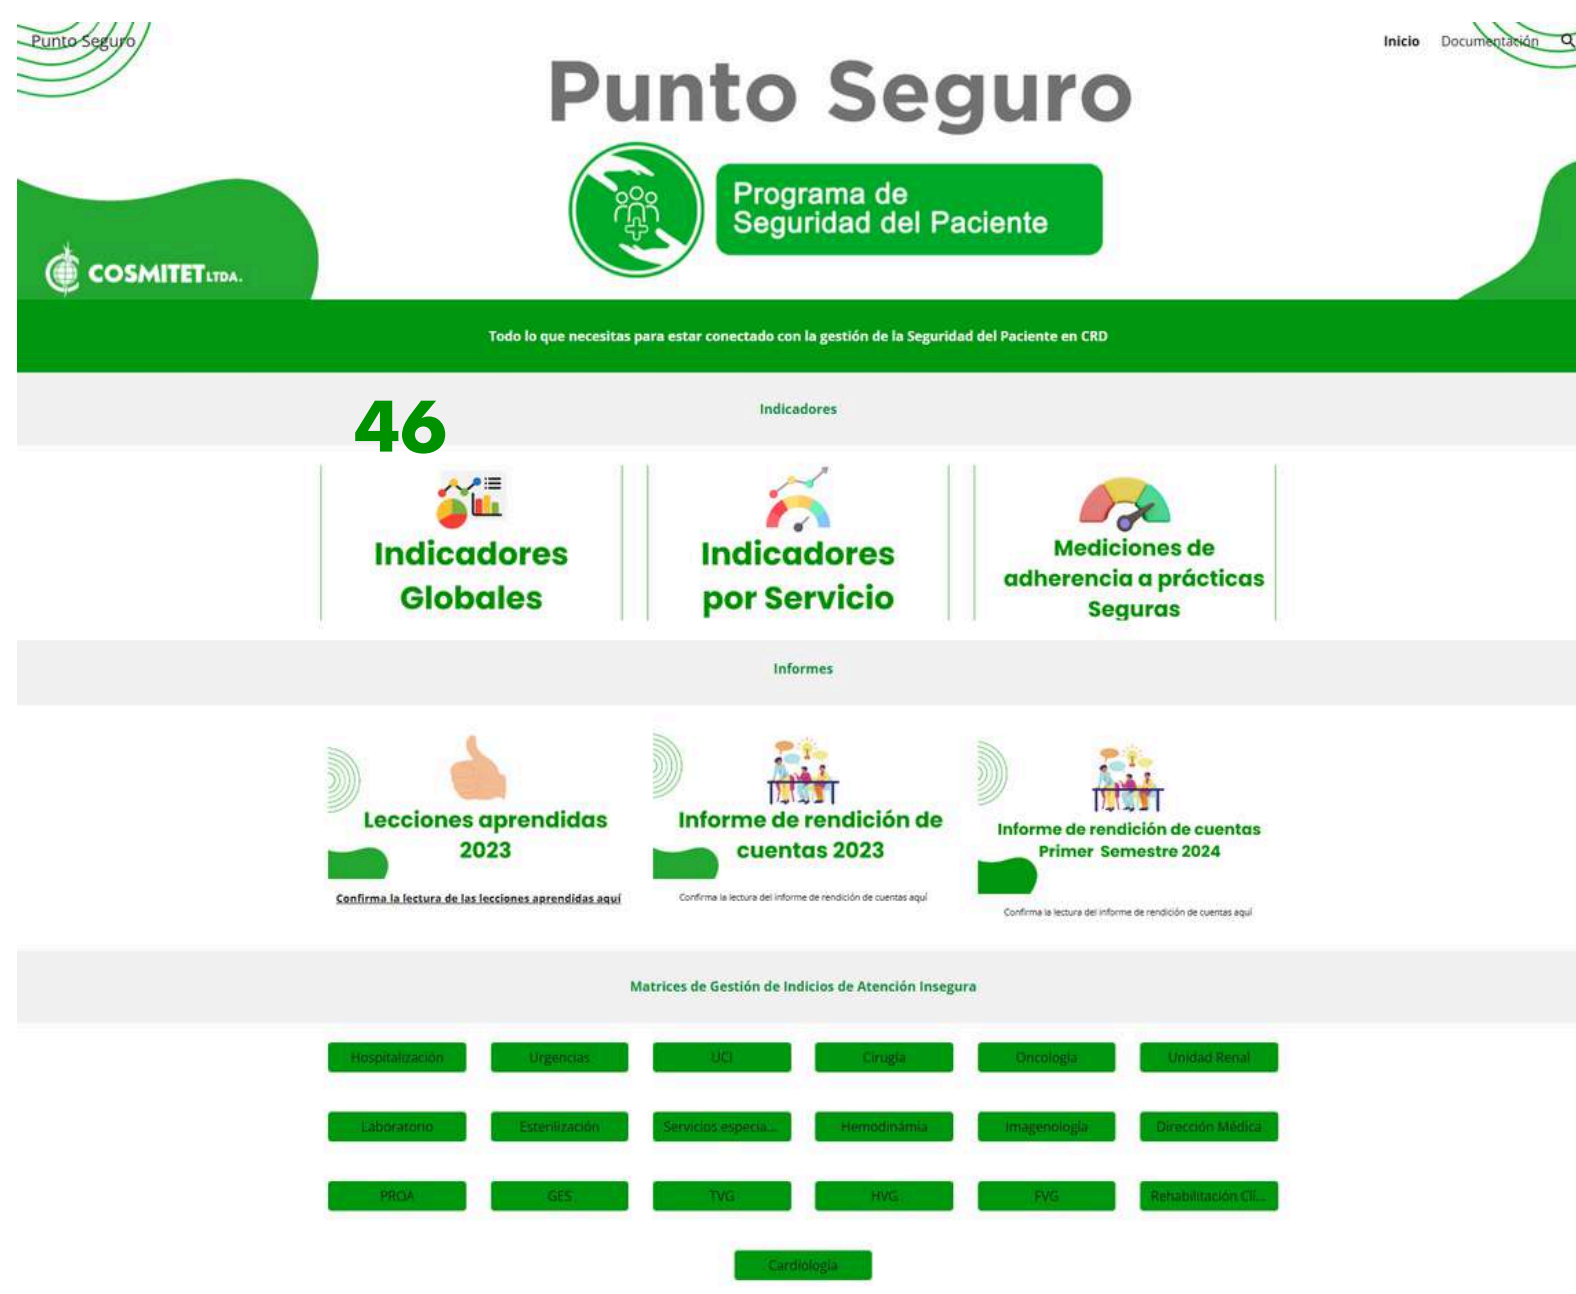 Punto Seguro
Inicio Documentación
Punto Seguro
Programa de
Seguridad del Paciente
COSMITET LTDA.
Todo lo que necesitas para estar conectado con la gestión de la Seguridad del Paciente en CRD
46
Indicadores
Indicadores
Globales
Indicadores
por Servicio
Mediciones de
adherencia a prácticas
Seguras
Informes
Lecciones aprendidas
2023
Confirma la lectura de las lecciones aprendidas aquí
Informe de rendición de
cuentas 2023
Confirma la lectura del informe de rendición de cuentas aquí
Informe de rendición de cuentas
Primer Semestre 2024
Confirma la lectura del informe de rendición de cuentas aquí
Matrices de Gestión de Indicios de Atención Insegura
Hospitalización Urgencias UCI Cirugía Oncología Unidad Renal
Laboratorio Esterilización Servicios especia... Hemodinámia Imagenología Dirección Médica
PROA GES TVG HVG FVG Rehabilitación Clí...
Cardiología